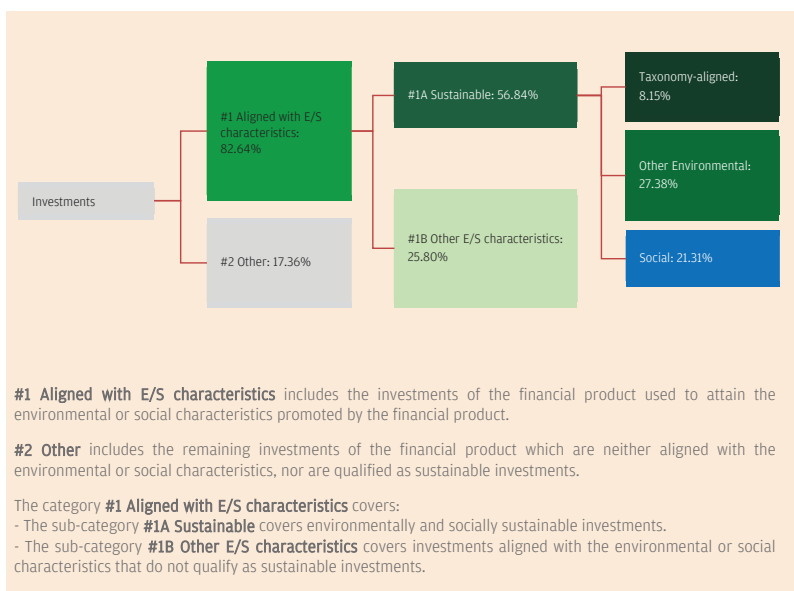 Investments
#1 Aligned with E/S
characteristics:
82.64%
#2 Other: 17.36%
#1A Sustainable: 56.84%
#1B Other E/S characteristics:
25.80%
Taxonomy-aligned:
8.15%
Other Environmental:
27.38%
Social: 21.31%
#1 Aligned with E/S characteristics includes the investments of the financial product used to attain the
environmental or social characteristics promoted by the financial product.
#2 Other includes the remaining investments of the financial product which are neither aligned with the
environmental or social characteristics, nor are qualified as sustainable investments.
The category #1 Aligned with E/S characteristics covers:
- The sub-category #1A Sustainable covers environmentally and socially sustainable investments.
- The sub-category #1B Other E/S characteristics covers investments aligned with the environmental or social
characteristics that do not qualify as sustainable investments.